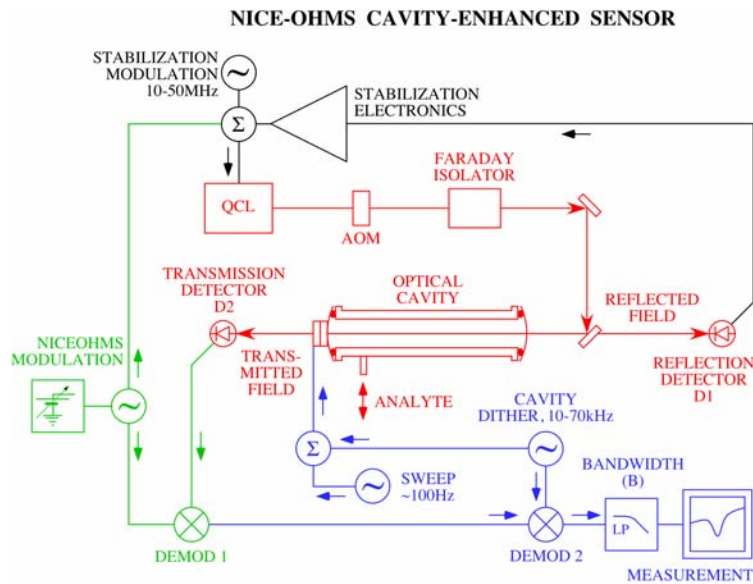 NICE-OHMS CAVITY-ENHANCED SENSOR
STABILIZATION
MODULATION
10-50MHz
STABILIZATION
ELECTRONICS
Σ
FARADAY
ISOLATOR
QCL
AOM
TRANSMISSION
DETECTOR
D2
OPTICAL
CAVITY
REFLECTED
FIELD
NICEOHMS
MODULATION
TRANS-
MITTED
FIELD
REFLECTION
DETECTOR
D1
ANALYTE
CAVITY
DITHER, 10-70kHz
Σ
SWEEP
~100Hz
BANDWIDTH
(B)
LP
DEMOD 1
DEMOD 2
MEASUREMENT